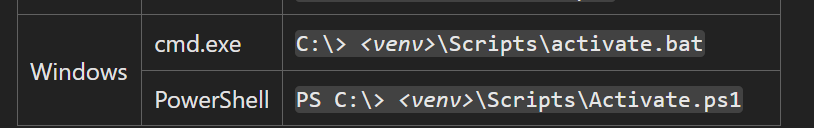 cmd.exe C:\> <venv>\Scripts\activate.bat
Windows
PowerShell PS C:\> <venv>\Scripts\Activate.ps1